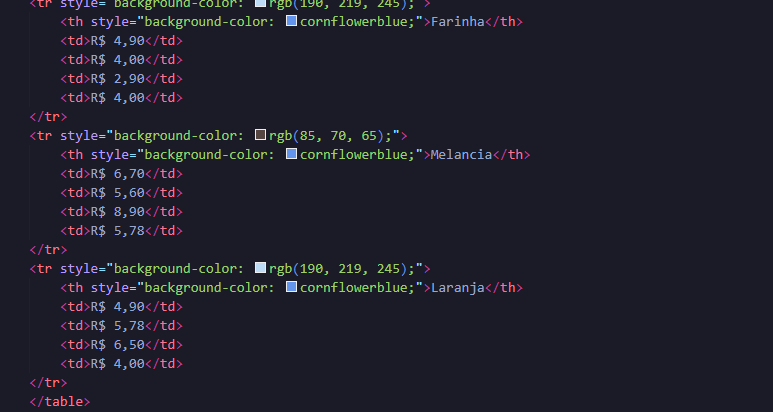 <tr style="background-color: rgb(190, 219, 245);">
<th style="background-color: cornflowerblue;">Farinha</th>
<td>R$ 4,90</td>
<td>R$ 4,00</td>
<td>R$ 2,90</td>
<td>R$ 4,00</td>
</tr>
<tr style="background-color: rgb(85, 70, 65);">
<th style="background-color: cornflowerblue;">Melancia</th>
<td>R$ 6,70</td>
<td>R$ 5,60</td>
<td>R$ 8,90</td>
<td>R$ 5,78</td>
</tr>
<tr style="background-color: rgb(190, 219, 245);">
<th style="background-color: cornflowerblue;">Laranja</th>
<td>R$ 4,90</td>
<td>R$ 5,78</td>
<td>R$ 6,50</td>
<td>R$ 4,00</td>
</tr>
</table>